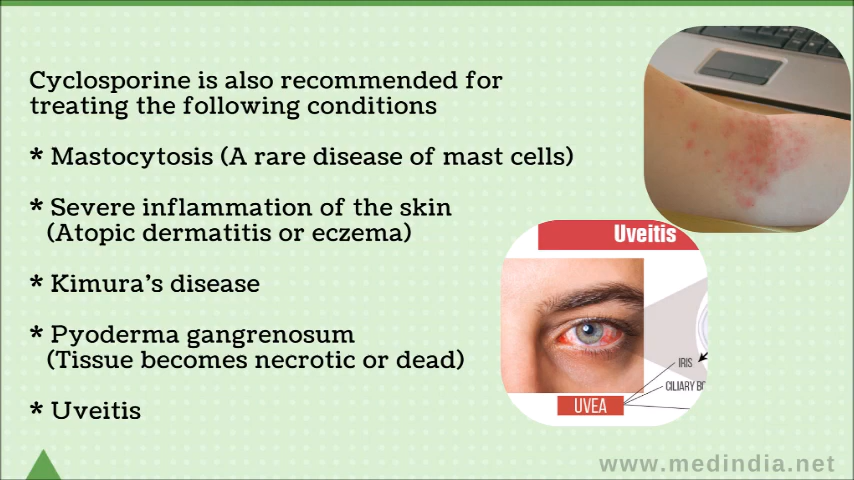 Cyclosporine is also recommended for
treating the following conditions
* Mastocytosis (A rare disease of mast cells)
* Severe inflammation of the skin
(Atopic dermatitis or eczema)
* Kimura's disease
* Pyoderma gangrenosum
(Tissue becomes necrotic or dead)
* Uveitis
Uveitis
IRIS
CILIARY
UVEA
www.medindia.net